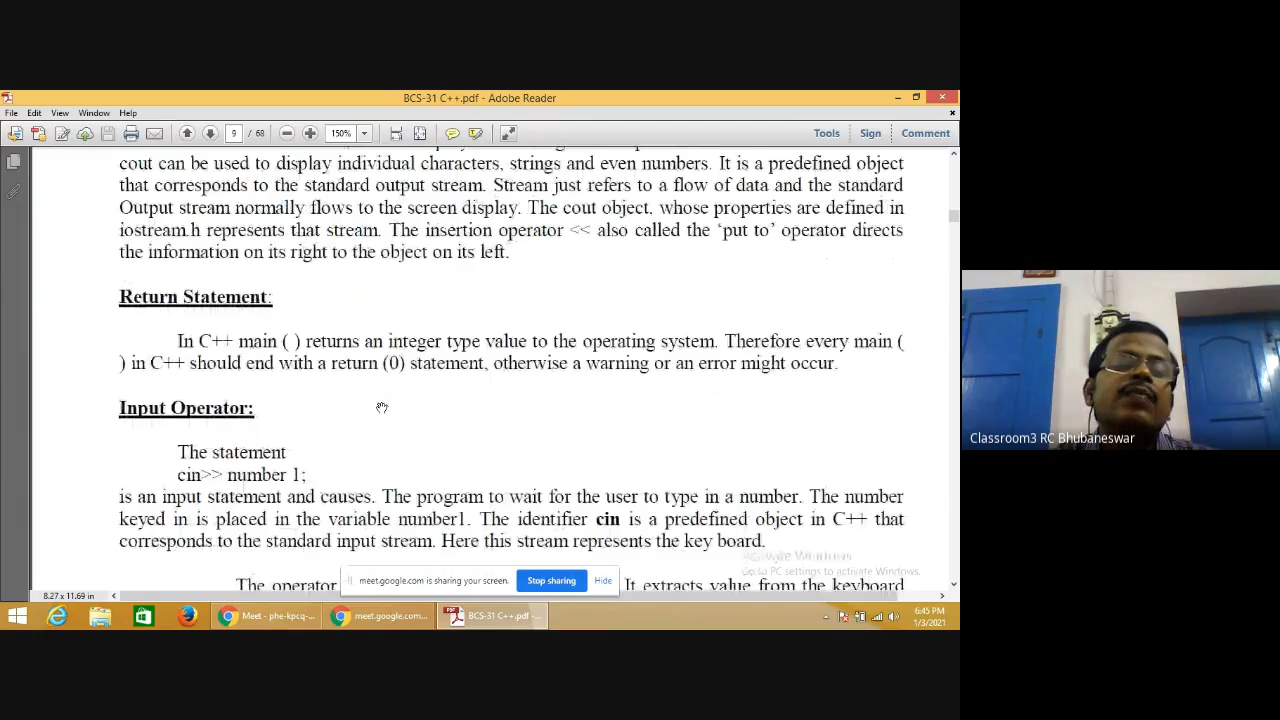 BCS-31 C++.pdf - Adobe Reader
File Edit View Window Help
9 / 68 150% Tools Sign Comment
cout can be used to display individual characters, strings and even numbers. It is a predefined object
that corresponds to the standard output stream. Stream just refers to a flow of data and the standard
Output stream normally flows to the screen display. The cout object, whose properties are defined in
iostream.h represents that stream. The insertion operator << also called the ‘put to’ operator directs
the information on its right to the object on its left.
Return Statement:
In C++ main ( ) returns an integer type value to the operating system. Therefore every main (
) in C++ should end with a return (0) statement, otherwise a warning or an error might occur.
Input Operator:
The statement
cin>> number 1;
is an input statement and causes. The program to wait for the user to type in a number. The number
keyed in is placed in the variable number1. The identifier cin is a predefined object in C++ that
corresponds to the standard input stream. Here this stream represents the key board.
Activate Windows
Go to PC settings to activate Windows.
The operator It extracts value from the keyboard
meet.google.com is sharing your screen. Stop sharing Hide
8.27 x 11.69 in
Meet - phe-kpcq-... meet.google.com... BCS-31 C++.pdf -...
6:45 PM
1/3/2021
Classroom3 RC Bhubaneswar